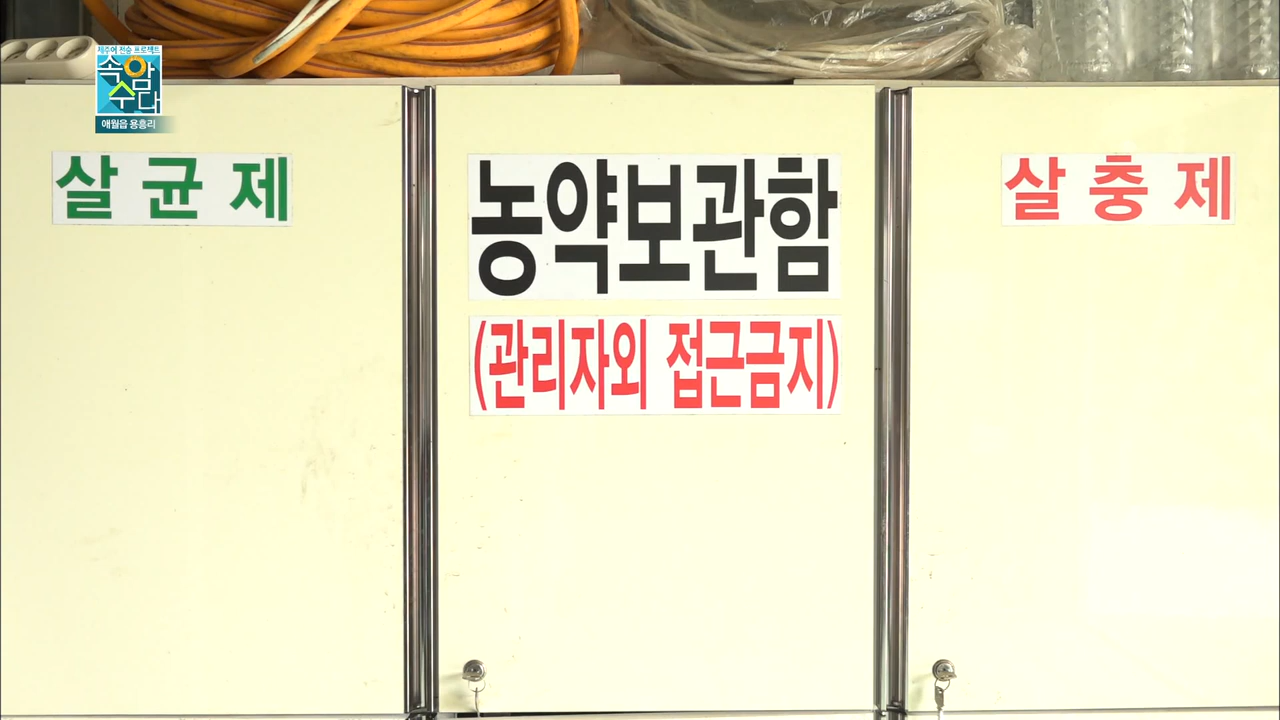 제주어 전승 프로젝트
속암
수다
애월읍 용흥리
살균제
농약보관함
(관리자외 접근금지)
살충제